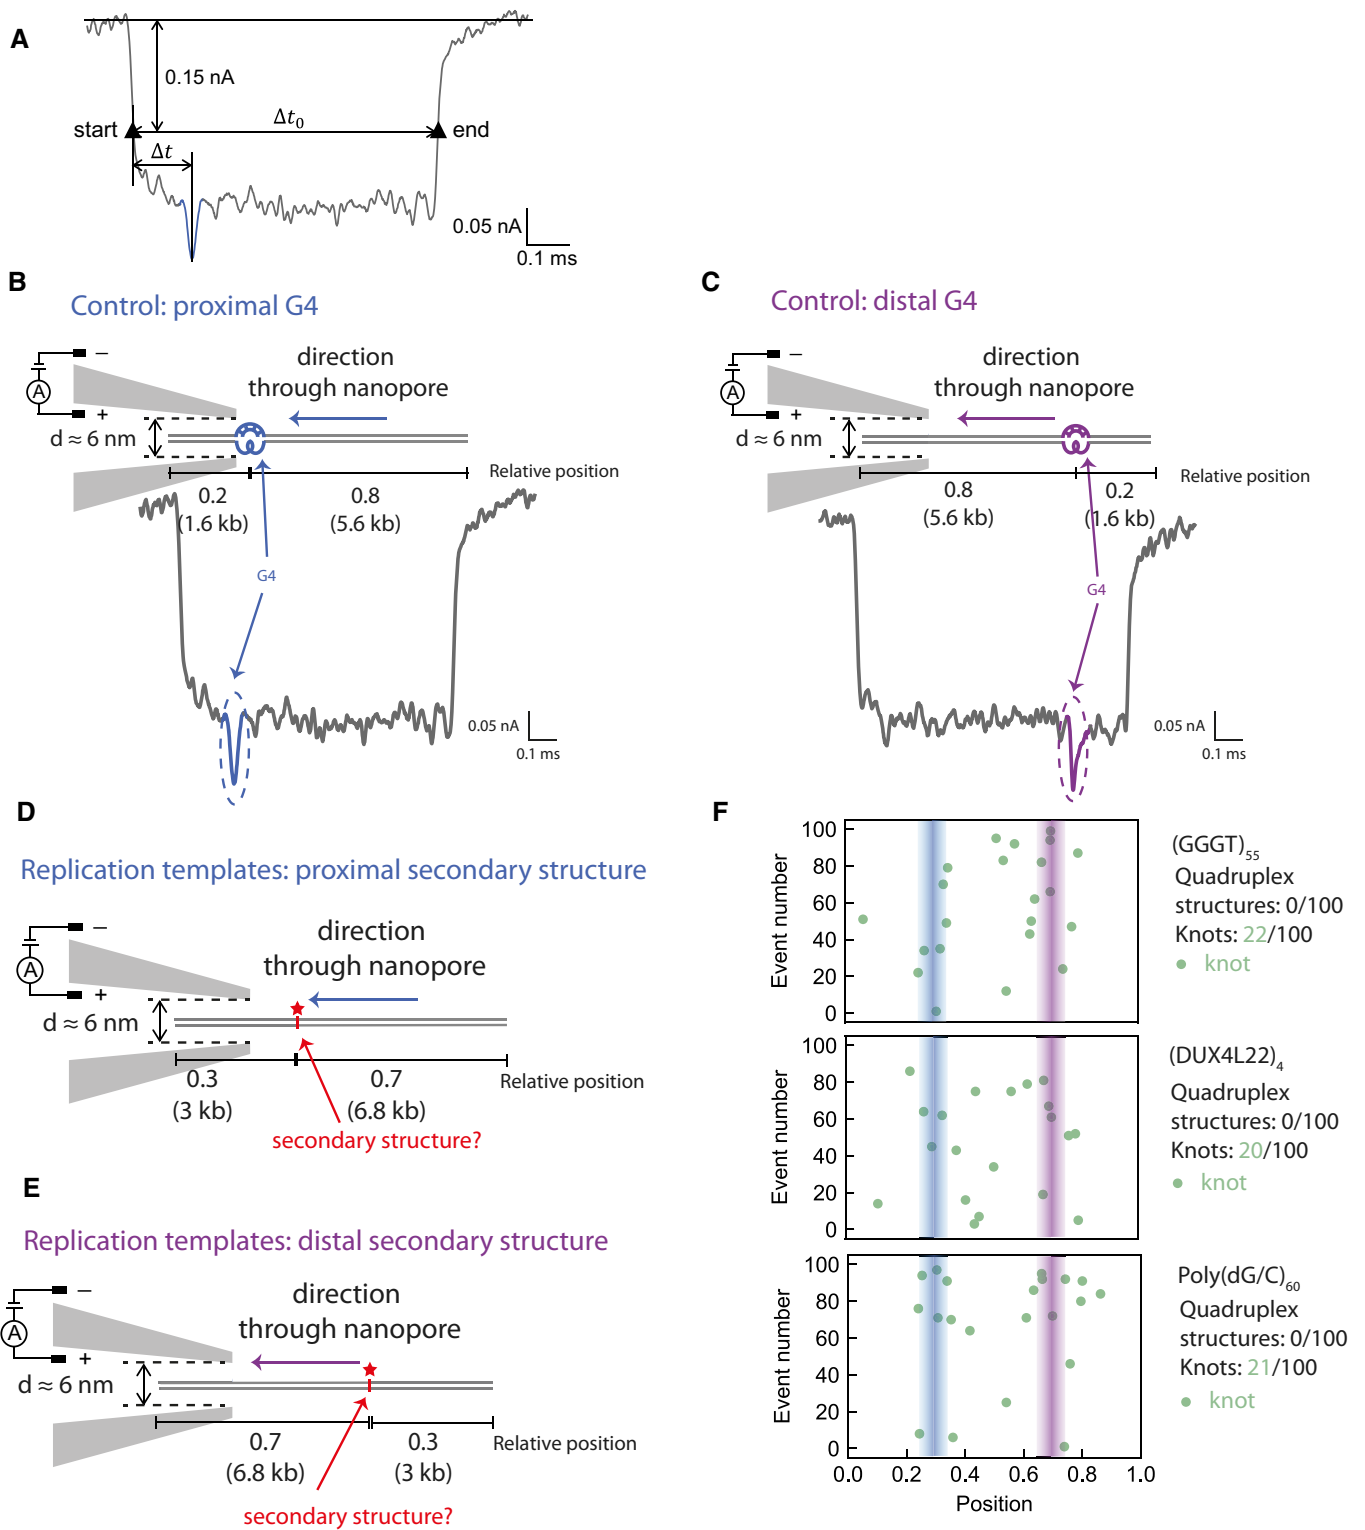 A
0.15 nA
Δt₀
start
end
Δt
0.05 nA
0.1 ms
B
Control: proximal G4
−
A
+
direction
through nanopore
d ≈ 6 nm
Relative position
0.2
0.8
(1.6 kb)
(5.6 kb)
G4
0.05 nA
0.1 ms
C
Control: distal G4
−
A
+
direction
through nanopore
d ≈ 6 nm
Relative position
0.8
0.2
(5.6 kb)
(1.6 kb)
G4
0.05 nA
0.1 ms
D
Replication templates: proximal secondary structure
−
A
+
direction
through nanopore
d ≈ 6 nm
0.3
0.7
Relative position
(3 kb)
(6.8 kb)
secondary structure?
E
Replication templates: distal secondary structure
−
A
+
direction
through nanopore
d ≈ 6 nm
0.7
0.3
Relative position
(6.8 kb)
(3 kb)
secondary structure?
F
Event number
100
80
60
40
20
0
(GGGT)₅₅
Quadruplex
structures: 0/100
Knots: 22/100
knot
Event number
100
80
60
40
20
0
(DUX4L22)₄
Quadruplex
structures: 0/100
Knots: 20/100
knot
Event number
100
80
60
40
20
0
Poly(dG/C)₆₀
Quadruplex
structures: 0/100
Knots: 21/100
knot
0.0 0.2 0.4 0.6 0.8 1.0
Position